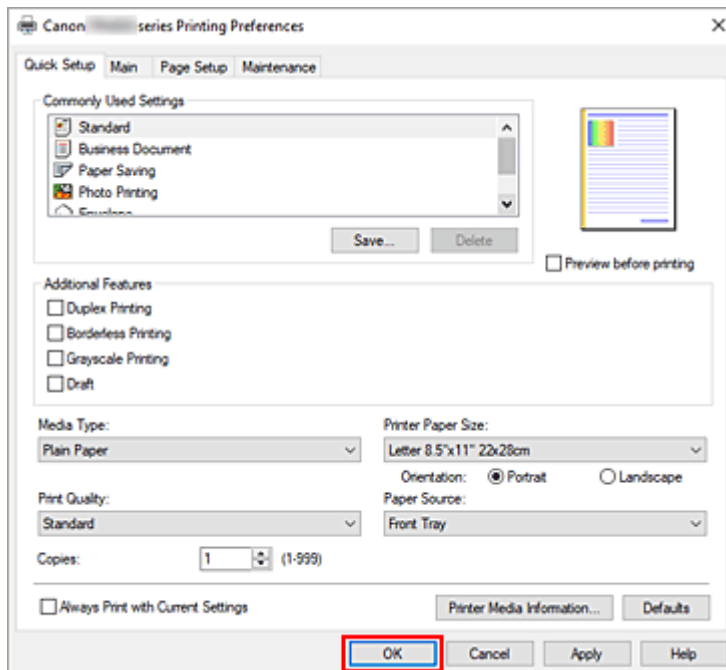 Canon series Printing Preferences
Quick Setup Main Page Setup Maintenance
Commonly Used Settings
Standard
Business Document
Paper Saving
Photo Printing
Envelope
Save... Delete
Preview before printing
Additional Features
Duplex Printing
Borderless Printing
Grayscale Printing
Draft
Media Type: Printer Paper Size:
Plain Paper Letter 8.5"x11" 22x28cm
Orientation: Portrait Landscape
Print Quality: Paper Source:
Standard Front Tray
Copies: 1 (1-999)
Always Print with Current Settings Printer Media Information... Defaults
OK Cancel Apply Help